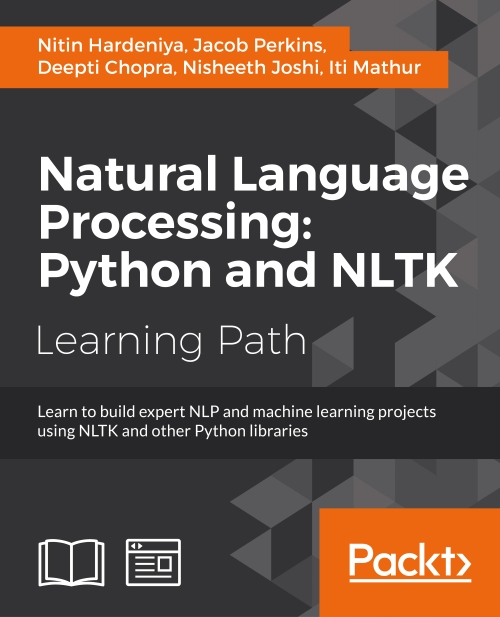 Nitin Hardeniya, Jacob Perkins,
Deepti Chopra, Nisheeth Joshi, Iti Mathur
Natural Language
Processing:
Python and NLTK
Learning Path
Learn to build expert NLP and machine learning projects
using NLTK and other Python libraries
Packt>